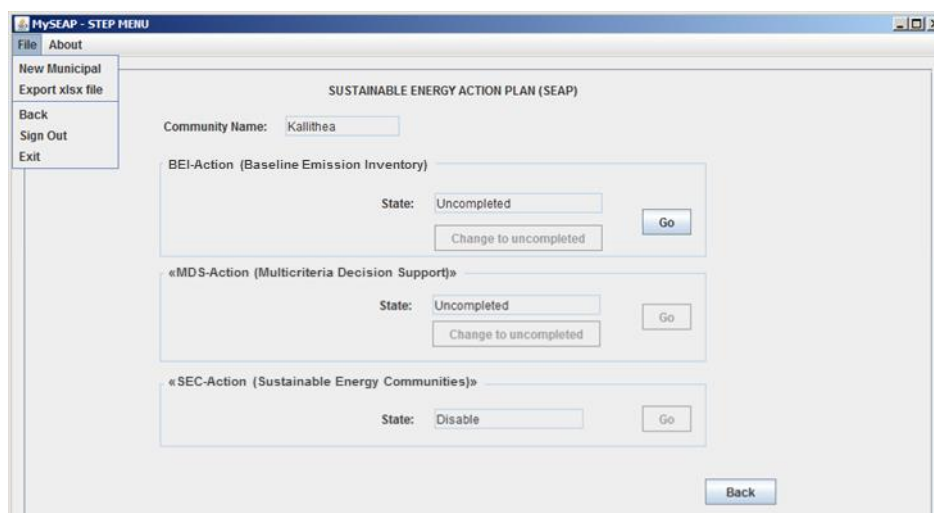 MySEAP - STEP MENU
File About
New Municipal
Export xlsx file
Back
Sign Out
Exit
SUSTAINABLE ENERGY ACTION PLAN (SEAP)
Community Name: Kallithea
BEI-Action (Baseline Emission Inventory)
State: Uncompleted
Go
Change to uncompleted
«MDS-Action (Multicriteria Decision Support)»
State: Uncompleted
Go
Change to uncompleted
«SEC-Action (Sustainable Energy Communities)»
State: Disable
Go
Back